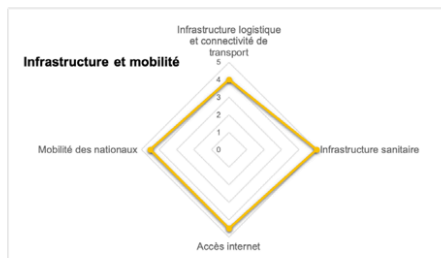 Infrastructure logistique
et connectivité de
transport
Infrastructure et mobilité
5
4
3
2
1
0
Mobilité des nationaux
Infrastructure sanitaire
Accès internet